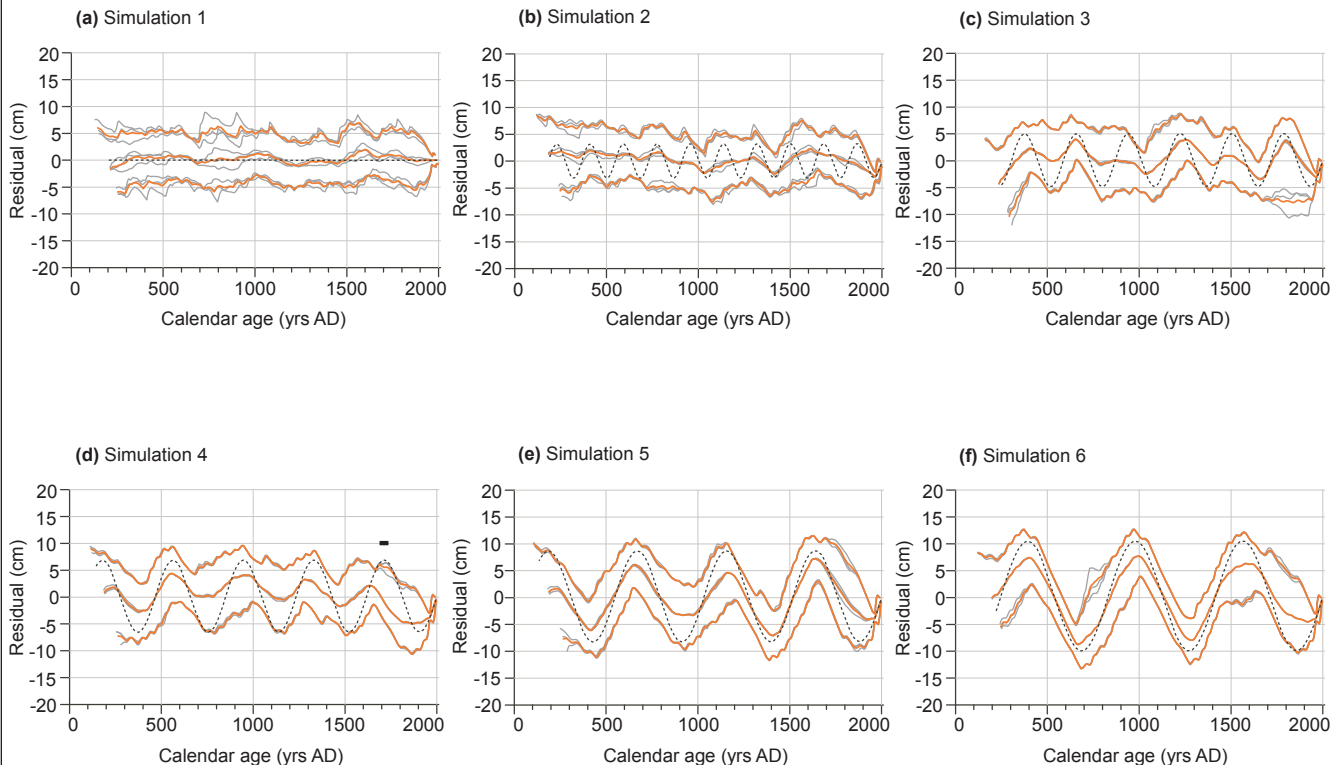 (a) Simulation 1
(b) Simulation 2
(c) Simulation 3
20
15
10
5
0
-5
-10
-15
-20
Residual (cm)
0 500 1000 1500 2000
Calendar age (yrs AD)
20
15
10
5
0
-5
-10
-15
-20
Residual (cm)
0 500 1000 1500 2000
Calendar age (yrs AD)
20
15
10
5
0
-5
-10
-15
-20
Residual (cm)
0 500 1000 1500 2000
Calendar age (yrs AD)
(d) Simulation 4
(e) Simulation 5
(f) Simulation 6
20
15
10
5
0
-5
-10
-15
-20
Residual (cm)
0 500 1000 1500 2000
Calendar age (yrs AD)
20
15
10
5
0
-5
-10
-15
-20
Residual (cm)
0 500 1000 1500 2000
Calendar age (yrs AD)
20
15
10
5
0
-5
-10
-15
-20
Residual (cm)
0 500 1000 1500 2000
Calendar age (yrs AD)